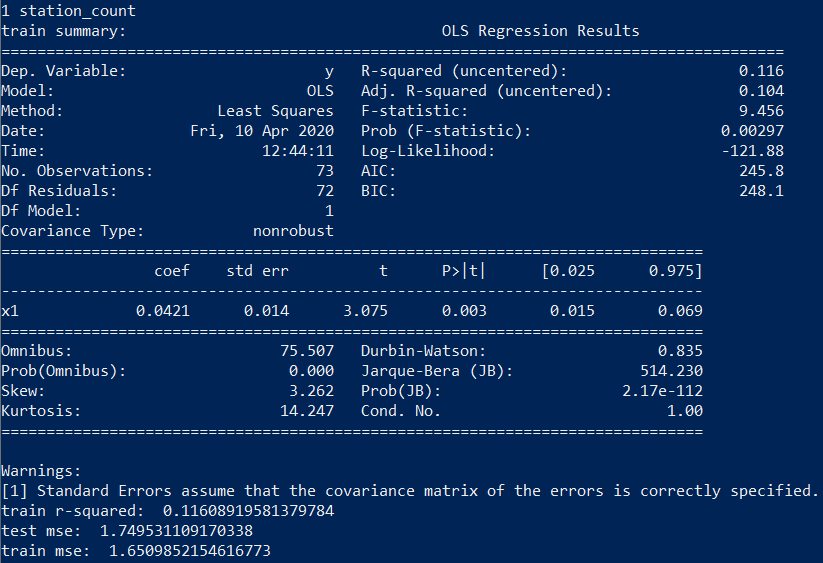 1 station_count
train summary:                                   OLS Regression Results
=======================================================================================
Dep. Variable:                      y   R-squared (uncentered):                   0.116
Model:                            OLS   Adj. R-squared (uncentered):              0.104
Method:                 Least Squares   F-statistic:                              9.456
Date:                Fri, 10 Apr 2020   Prob (F-statistic):                     0.00297
Time:                        12:44:11   Log-Likelihood:                         -121.88
No. Observations:                  73   AIC:                                      245.8
Df Residuals:                      72   BIC:                                      248.1
Df Model:                           1
Covariance Type:            nonrobust
==============================================================================
                 coef    std err          t      P>|t|      [0.025      0.975]
------------------------------------------------------------------------------
x1             0.0421      0.014      3.075      0.003       0.015       0.069
==============================================================================
Omnibus:                       75.507   Durbin-Watson:                   0.835
Prob(Omnibus):                  0.000   Jarque-Bera (JB):              514.230
Skew:                           3.262   Prob(JB):                    2.17e-112
Kurtosis:                      14.247   Cond. No.                         1.00
==============================================================================

Warnings:
[1] Standard Errors assume that the covariance matrix of the errors is correctly specified.
train r-squared:  0.11608919581379784
test mse:  1.749531109170338
train mse:  1.6509852154616773